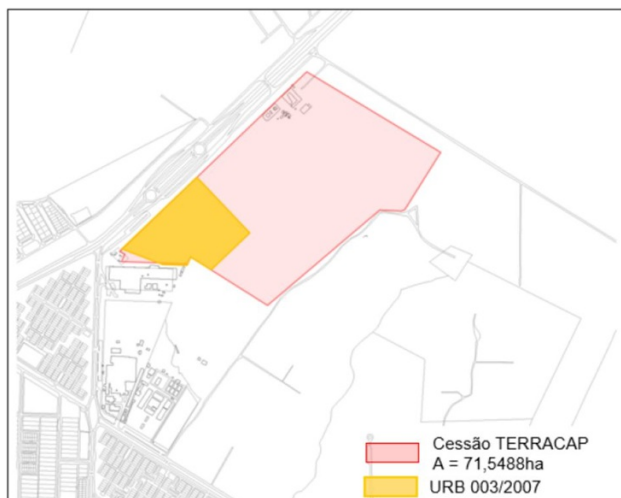 Cessão TERRACAP
A = 71,5488ha
URB 003/2007